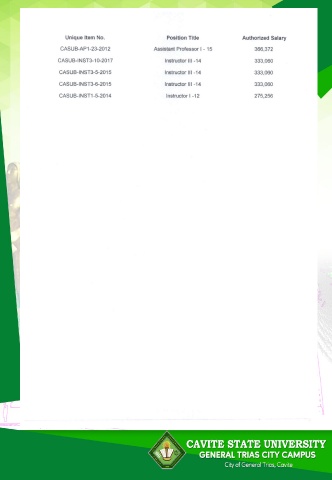 Unique Item No. Position Title Authorized Salary
CASUB-AP1-23-2012 Assistant Professor I - 15 366,372
CASUB-INST3-10-2017 Instructor III -14 333,060
CASUB-INST3-5-2015 Instructor III -14 333,060
CASUB-INST3-6-2015 Instructor III -14 333,060
CASUB-INST1-5-2014 Instructor I -12 275,256
CAVITE STATE UNIVERSITY
GENERAL TRIAS CITY CAMPUS
City of General Trias, Cavite